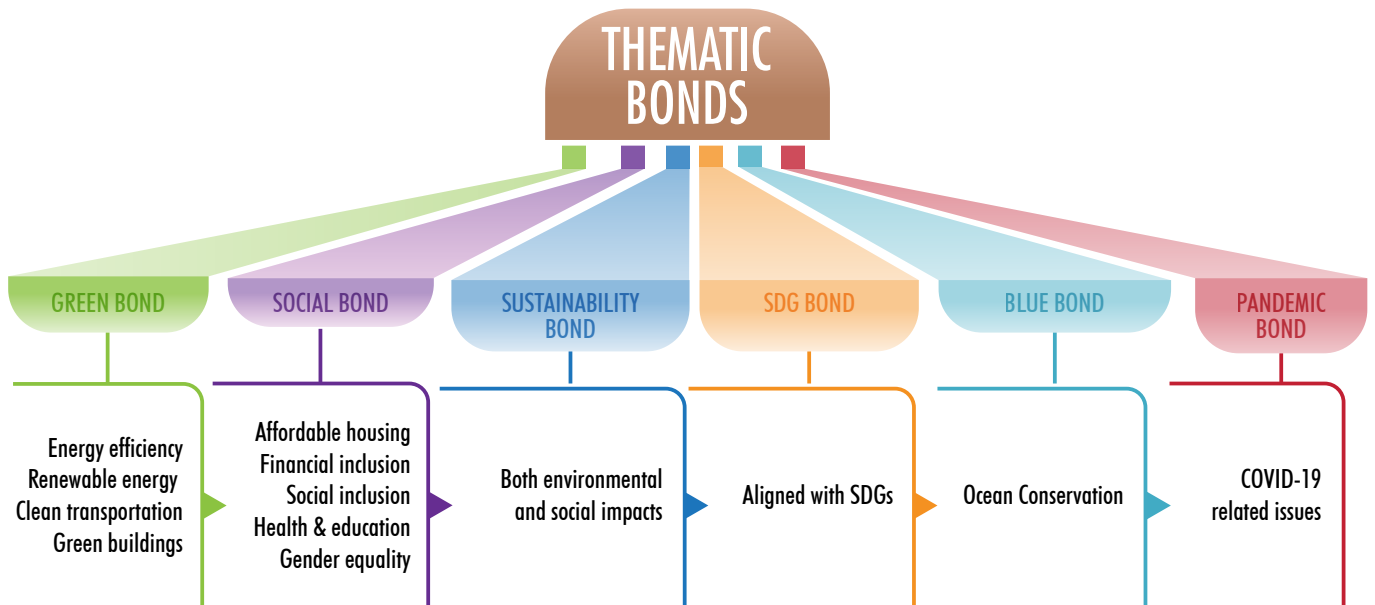 THEMATIC
BONDS
GREEN BOND
Energy efficiency
Renewable energy
Clean transportation
Green buildings
SOCIAL BOND
Affordable housing
Financial inclusion
Social inclusion
Health & education
Gender equality
SUSTAINABILITY
BOND
Both environmental
and social impacts
SDG BOND
Aligned with SDGs
BLUE BOND
Ocean Conservation
PANDEMIC
BOND
COVID-19
related issues